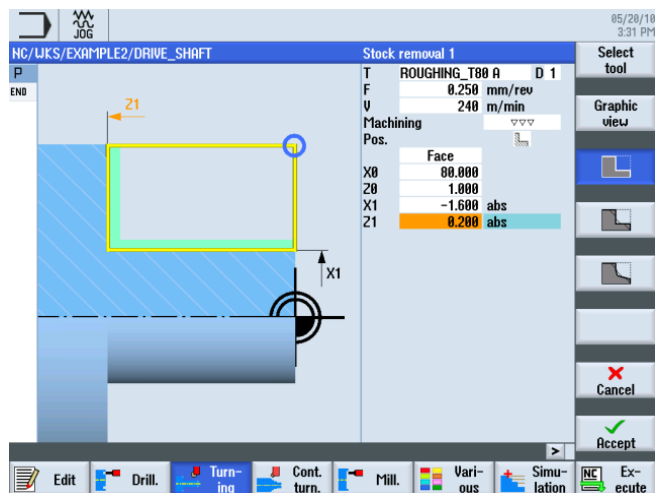 JOG
05/20/10
3:31 PM
NC/WKS/EXAMPLE2/DRIVE_SHAFT
P
END
Z1
X1
Stock removal 1
T ROUGHING_T80 A D 1
F 0.250 mm/rev
V 240 m/min
Machining ▽▽▽
Pos.
Face
X0 80.000
Z0 1.000
X1 -1.600 abs
Z1 0.200 abs
>
Select
tool
Graphic
view
Cancel
Accept
Edit
Drill.
Turn-
ing
Cont.
turn.
Mill.
Vari-
ous
Simu-
lation
NC
Ex-
ecute